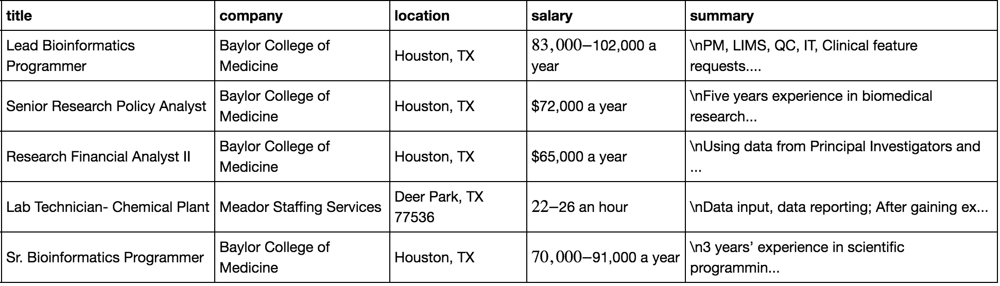 title company location salary summary
Lead Bioinformatics Programmer Baylor College of Medicine Houston, TX 83,000–102,000 a year \nPM, LIMS, QC, IT, Clinical feature requests....
Senior Research Policy Analyst Baylor College of Medicine Houston, TX $72,000 a year \nFive years experience in biomedical research...
Research Financial Analyst II Baylor College of Medicine Houston, TX $65,000 a year \nUsing data from Principal Investigators and ...
Lab Technician- Chemical Plant Meador Staffing Services Deer Park, TX 77536 22–26 an hour \nData input, data reporting; After gaining ex...
Sr. Bioinformatics Programmer Baylor College of Medicine Houston, TX 70,000–91,000 a year \n3 years’ experience in scientific programmin...